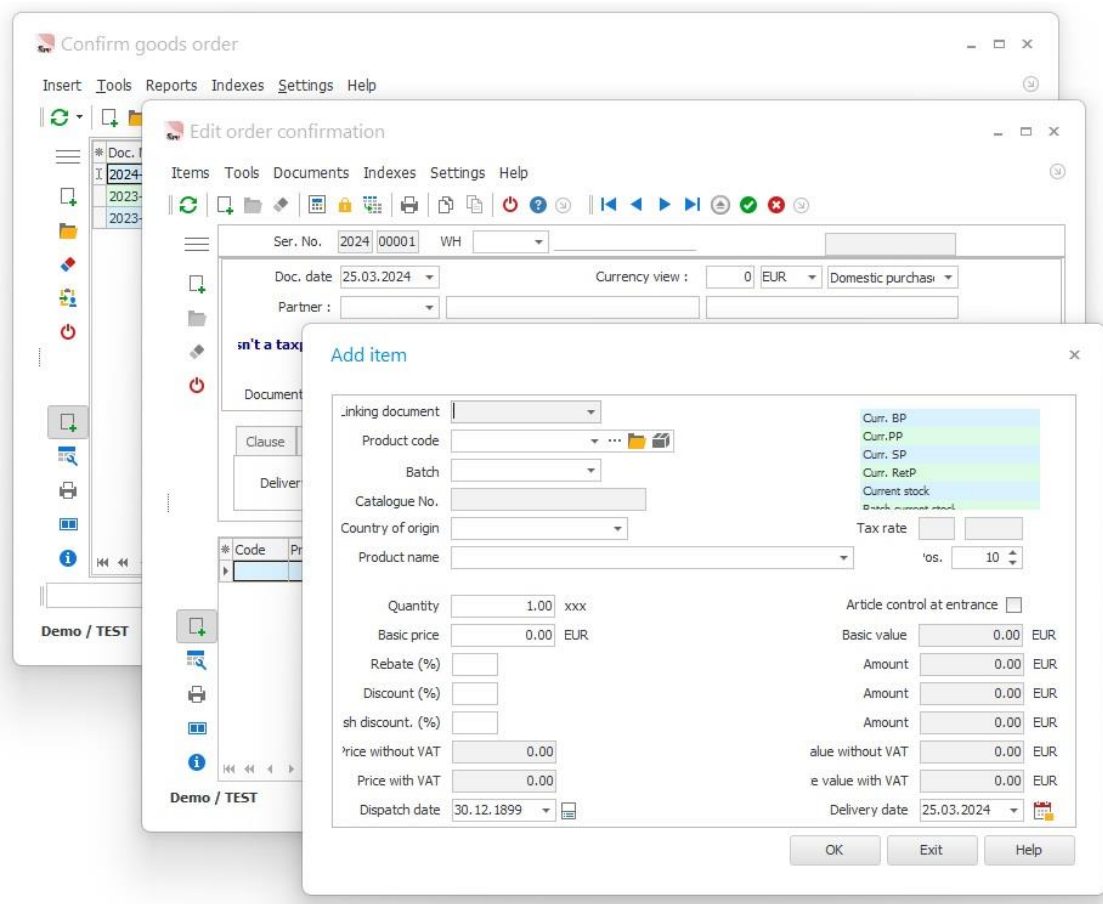 Confirm goods order
Insert Tools Reports Indexes Settings Help
Doc.
2024-
2023-
2023-
Demo / TEST
Edit order confirmation
Items Tools Documents Indexes Settings Help
Ser. No. 2024 00001 WH
Doc. date 25.03.2024 Currency view : 0 EUR Domestic purchas
Partner :
sn't a tax
Document
Clause
Deliver
Code Pr
Demo / TEST
Add item
inking document
Product code
Batch
Catalogue No.
Country of origin
Product name
Curr. BP
Curr.PP
Curr. SP
Curr. RetP
Current stock
Batch current stock
Tax rate
os. 10
Quantity 1.00 xxx Article control at entrance
Basic price 0.00 EUR Basic value 0.00 EUR
Rebate (%) Amount 0.00 EUR
Discount (%) Amount 0.00 EUR
sh discount. (%) Amount 0.00 EUR
Price without VAT 0.00 alue without VAT 0.00 EUR
Price with VAT 0.00 e value with VAT 0.00 EUR
Dispatch date 30.12.1899 Delivery date 25.03.2024
OK Exit Help